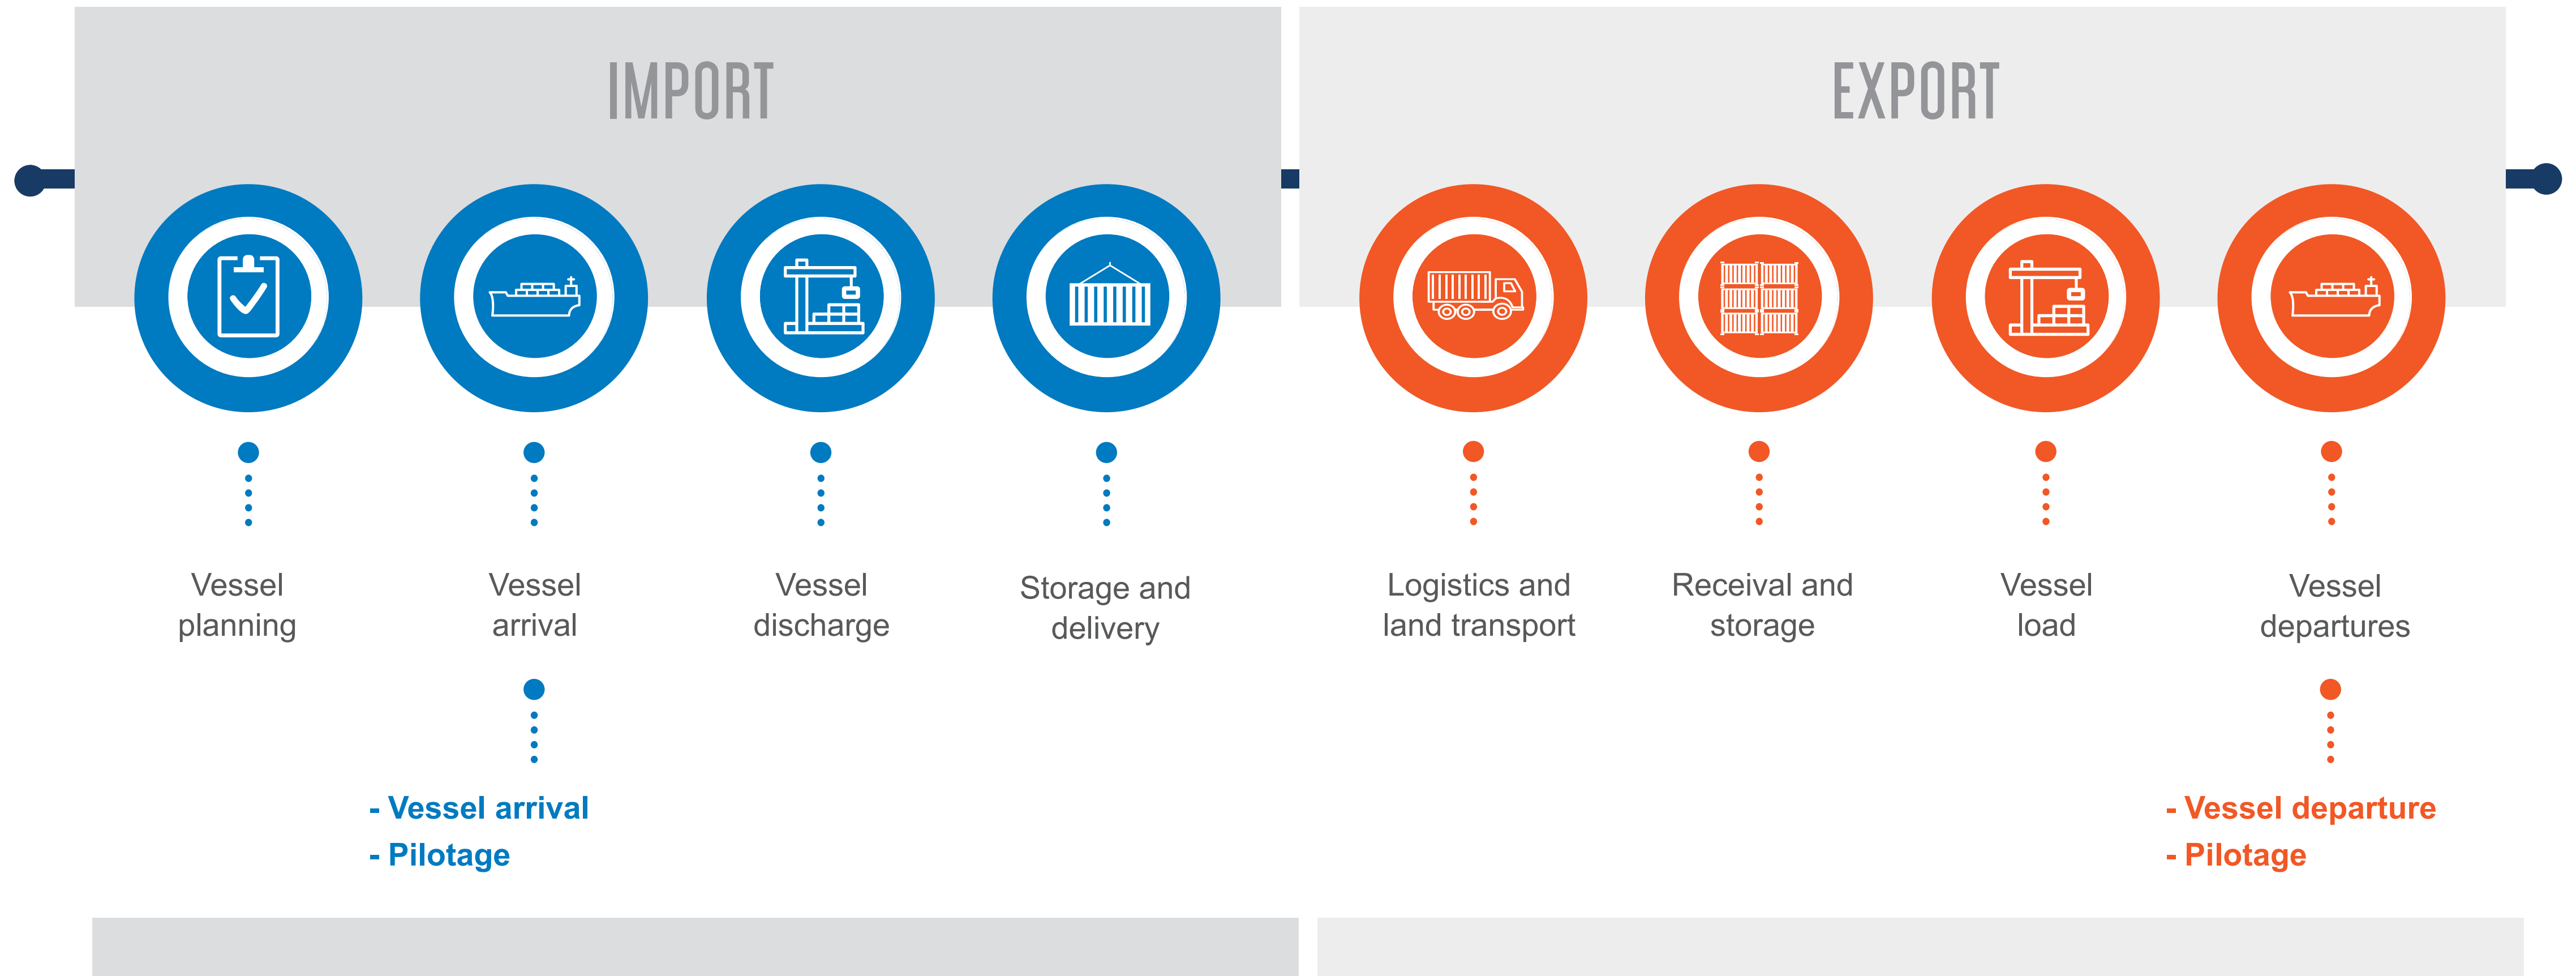 IMPORT
EXPORT
Vessel
planning
Vessel
arrival
Vessel
discharge
Storage and
delivery
Logistics and
land transport
Receival and
storage
Vessel
load
Vessel
departures
- Vessel arrival
- Pilotage
- Vessel departure
- Pilotage